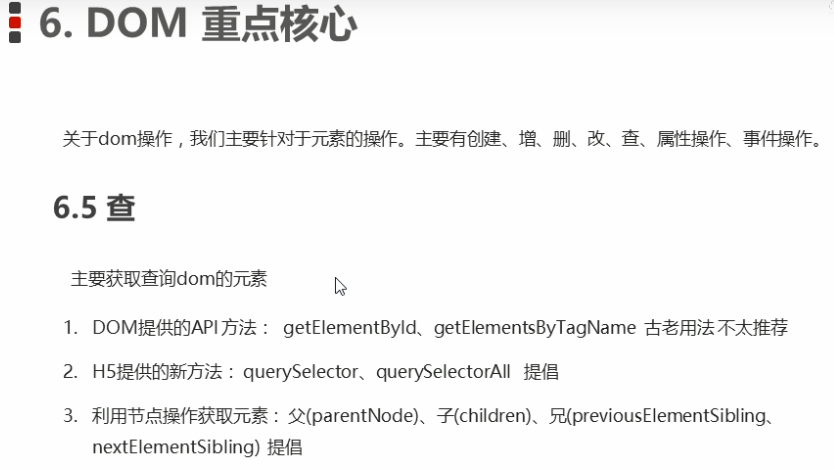 6. DOM 重点核心
关于dom操作，我们主要针对于元素的操作。主要有创建、增、删、改、查、属性操作、事件操作。
6.5 查
主要获取查询dom的元素
1. DOM提供的API 方法： getElementById、getElementsByTagName 古老用法 不太推荐
2. H5提供的新方法： querySelector、querySelectorAll 提倡
3. 利用节点操作获取元素： 父(parentNode)、子(children)、兄(previousElementSibling、
nextElementSibling) 提倡